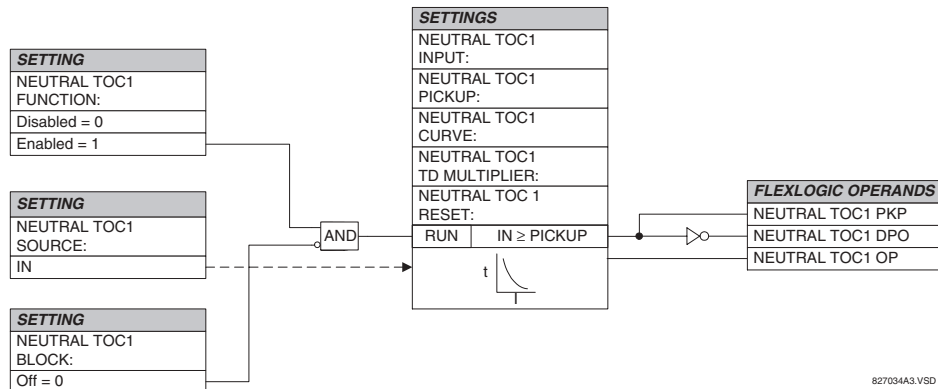 SETTING
NEUTRAL TOC1
FUNCTION:
Disabled = 0
Enabled = 1
SETTING
NEUTRAL TOC1
SOURCE:
IN
SETTING
NEUTRAL TOC1
BLOCK:
Off = 0
AND
SETTINGS
NEUTRAL TOC1
INPUT:
NEUTRAL TOC1
PICKUP:
NEUTRAL TOC1
CURVE:
NEUTRAL TOC1
TD MULTIPLIER:
NEUTRAL TOC 1
RESET:
RUN IN ≥ PICKUP
t
I
FLEXLOGIC OPERANDS
NEUTRAL TOC1 PKP
NEUTRAL TOC1 DPO
NEUTRAL TOC1 OP
827034A3.VSD